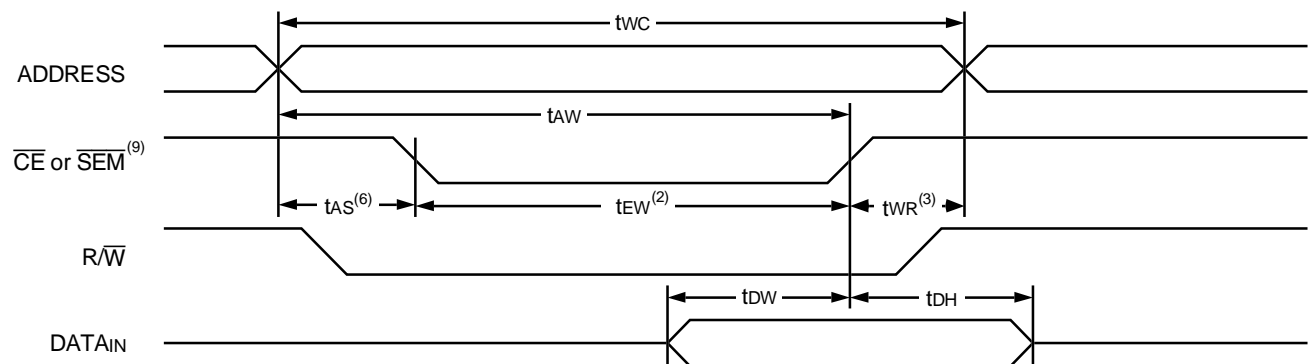 tWC
ADDRESS
tAW
CE or SEM(9)
tAS(6)
tEW(2)
tWR(3)
R/W
tDW
tDH
DATAIN